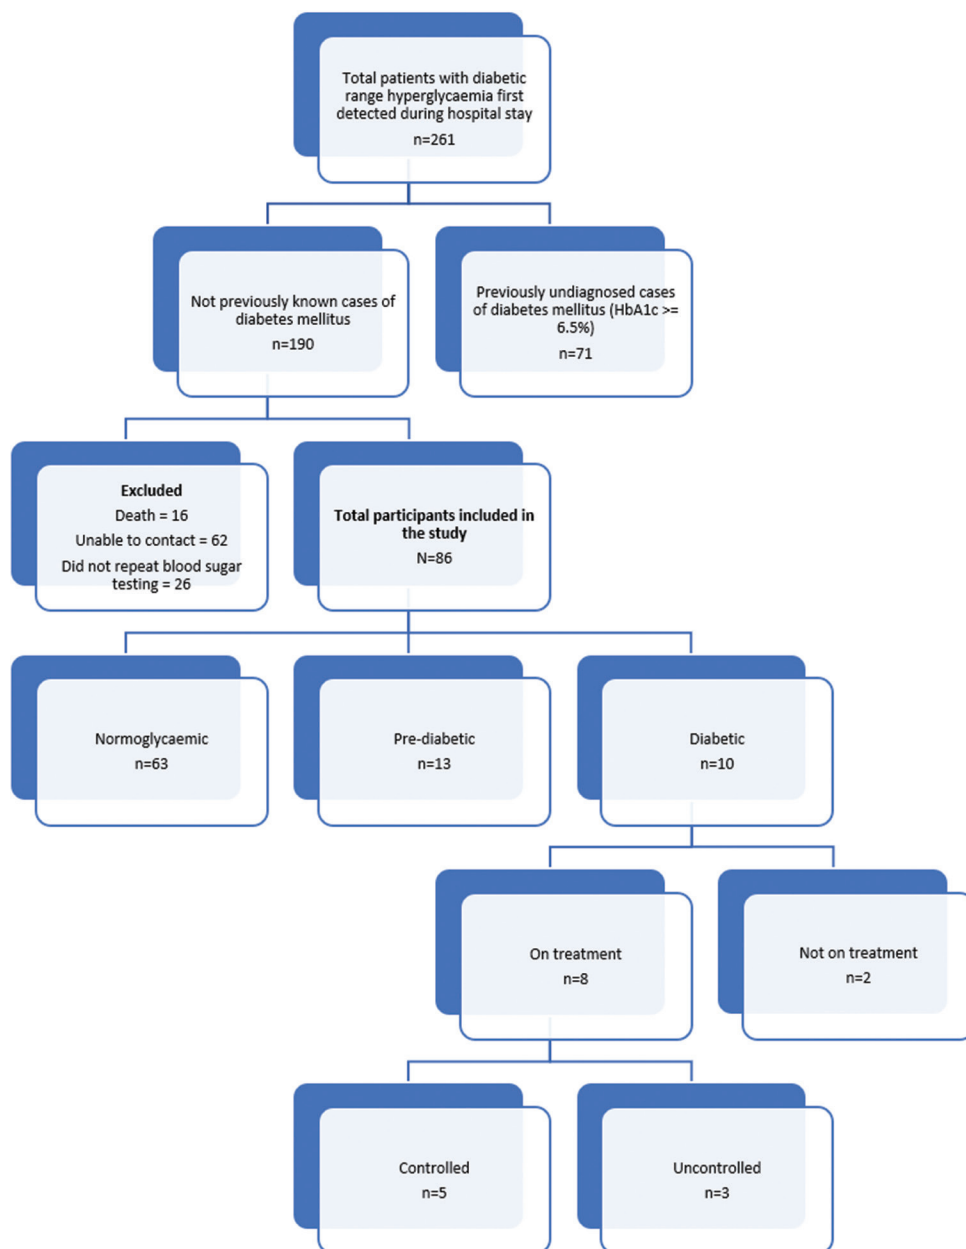 Total patients with diabetic
range hyperglycaemia first
detected during hospital stay
n=261
Not previously known cases of
diabetes mellitus
n=190
Previously undiagnosed cases
of diabetes mellitus (HbA1c >=
6.5%)
n=71
Excluded
Death = 16
Unable to contact = 62
Did not repeat blood sugar
testing = 26
Total participants included in
the study
N=86
Normoglycaemic
n=63
Pre-diabetic
n=13
Diabetic
n=10
On treatment
n=8
Not on treatment
n=2
Controlled
n=5
Uncontrolled
n=3